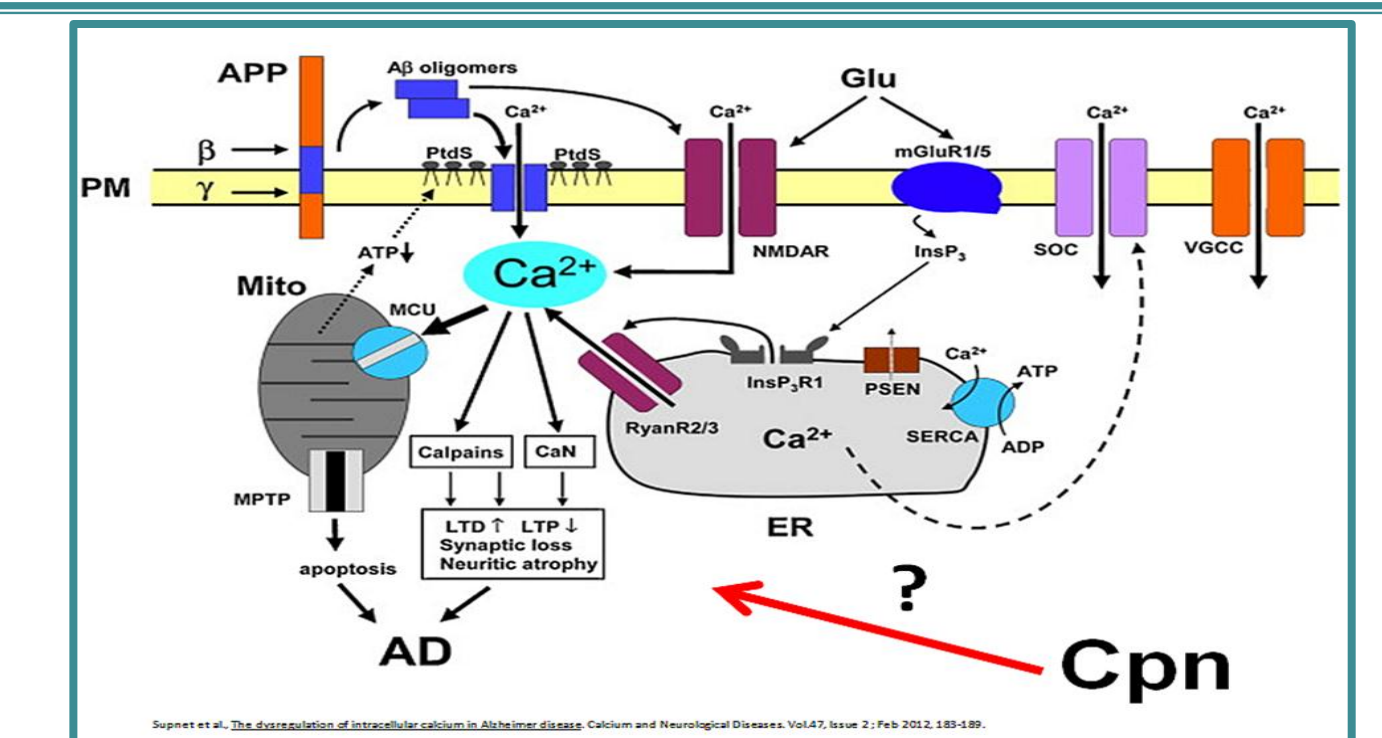 APP
Aβ oligomers
Glu
Ca²⁺
Ca²⁺
Ca²⁺
Ca²⁺
β
γ
PM
PtdS
PtdS
mGluR1/5
ATP↓
NMDAR
InsP₃
SOC
VGCC
Mito
MCU
Ca²⁺
InsP₃R1
PSEN
Ca²⁺
ATP
RyanR2/3
Ca²⁺
SERCA
ADP
Calpains
CaN
MPTP
LTD ↑ LTP ↓
Synaptic loss
Neuritic atrophy
ER
apoptosis
AD
?
Cpn
Supnet et al., The dysregulation of intracellular calcium in Alzheimer disease. Calcium and Neurological Diseases. Vol.47, Issue 2 ; Feb 2012, 183-189.